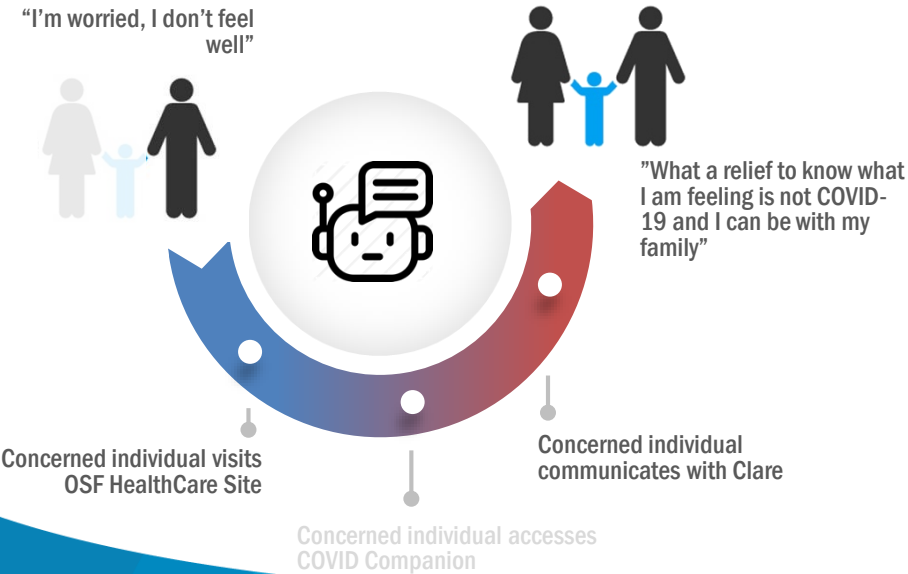 “I’m worried, I don’t feel
well”
”What a relief to know what
I am feeling is not COVID-
19 and I can be with my
family”
Concerned individual visits
OSF HealthCare Site
Concerned individual
communicates with Clare
Concerned individual accesses
COVID Companion